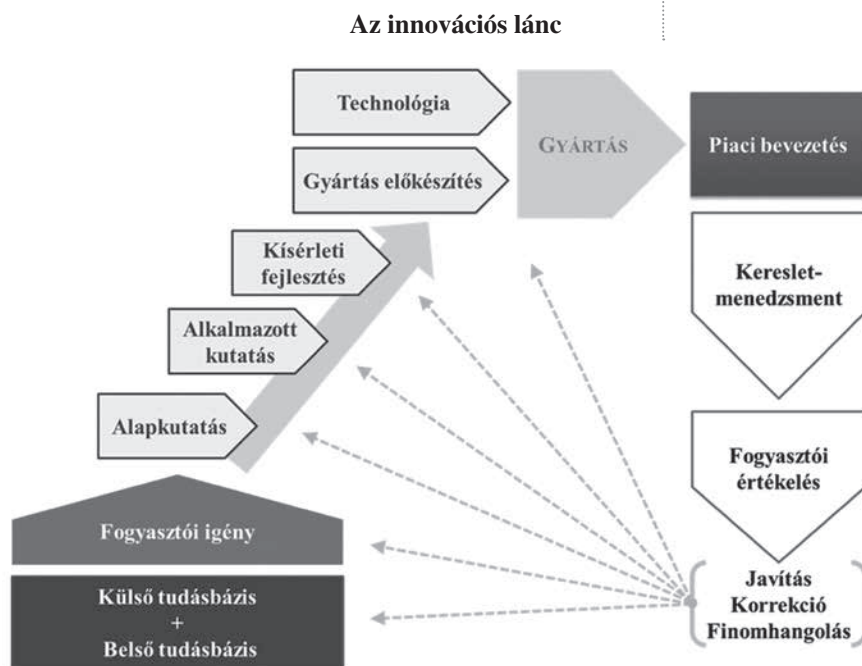 Az innovációs lánc
Technológia
Gyártás előkészítés
GYÁRTÁS
Piaci bevezetés
Kísérleti
fejlesztés
Kereslet-
menedzsment
Alkalmazott
kutatás
Alapkutatás
Fogyasztói
értékelés
Fogyasztói igény
Külső tudásbázis
+
Belső tudásbázis
Javítás
Korrekció
Finomhangolás